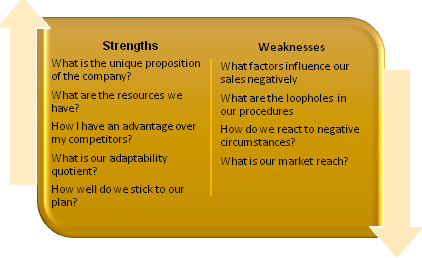 Strengths
What is the unique proposition
of the company?
What are the resources we
have?
How I have an advantage over
my competitors?
What is our adaptability
quotient?
How well do we stick to our
plan?
Weaknesses
What factors influence our
sales negatively
What are the loopholes in
our procedures
How do we react to negative
circumstances?
What is our market reach?